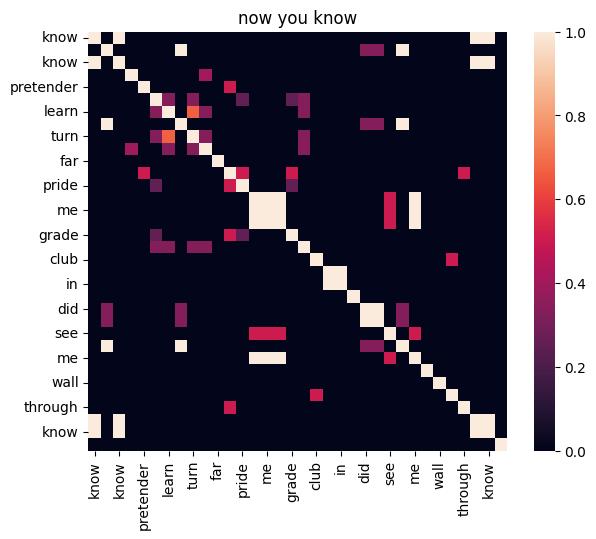 now you know
know
know
pretender
learn
turn
far
pride
me
grade
club
in
did
see
me
wall
through
know
1.0
0.8
0.6
0.4
0.2
0.0
know
know
pretender
learn
turn
far
pride
me
grade
club
in
did
see
me
wall
through
know